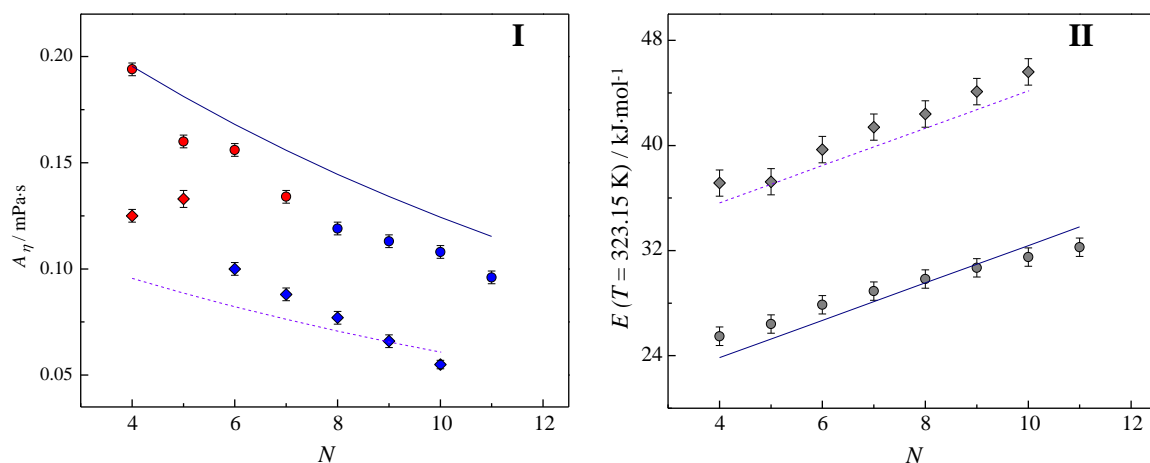 I
0.20
0.15
0.10
0.05
A_η / mPa·s
4 6 8 10 12
N
II
48
40
32
24
E (T = 323.15 K) / kJ·mol⁻¹
4 6 8 10 12
N